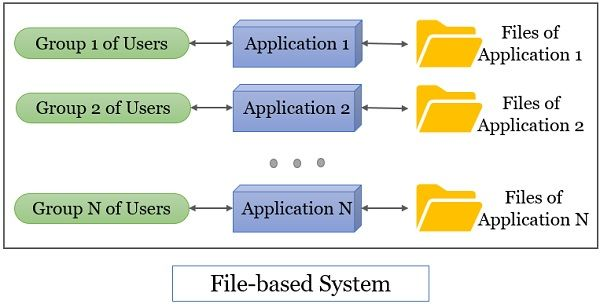 Group 1 of Users
Application 1
Files of
Application 1
Group 2 of Users
Application 2
Files of
Application 2
Group N of Users
Application N
Files of
Application N
File-based System